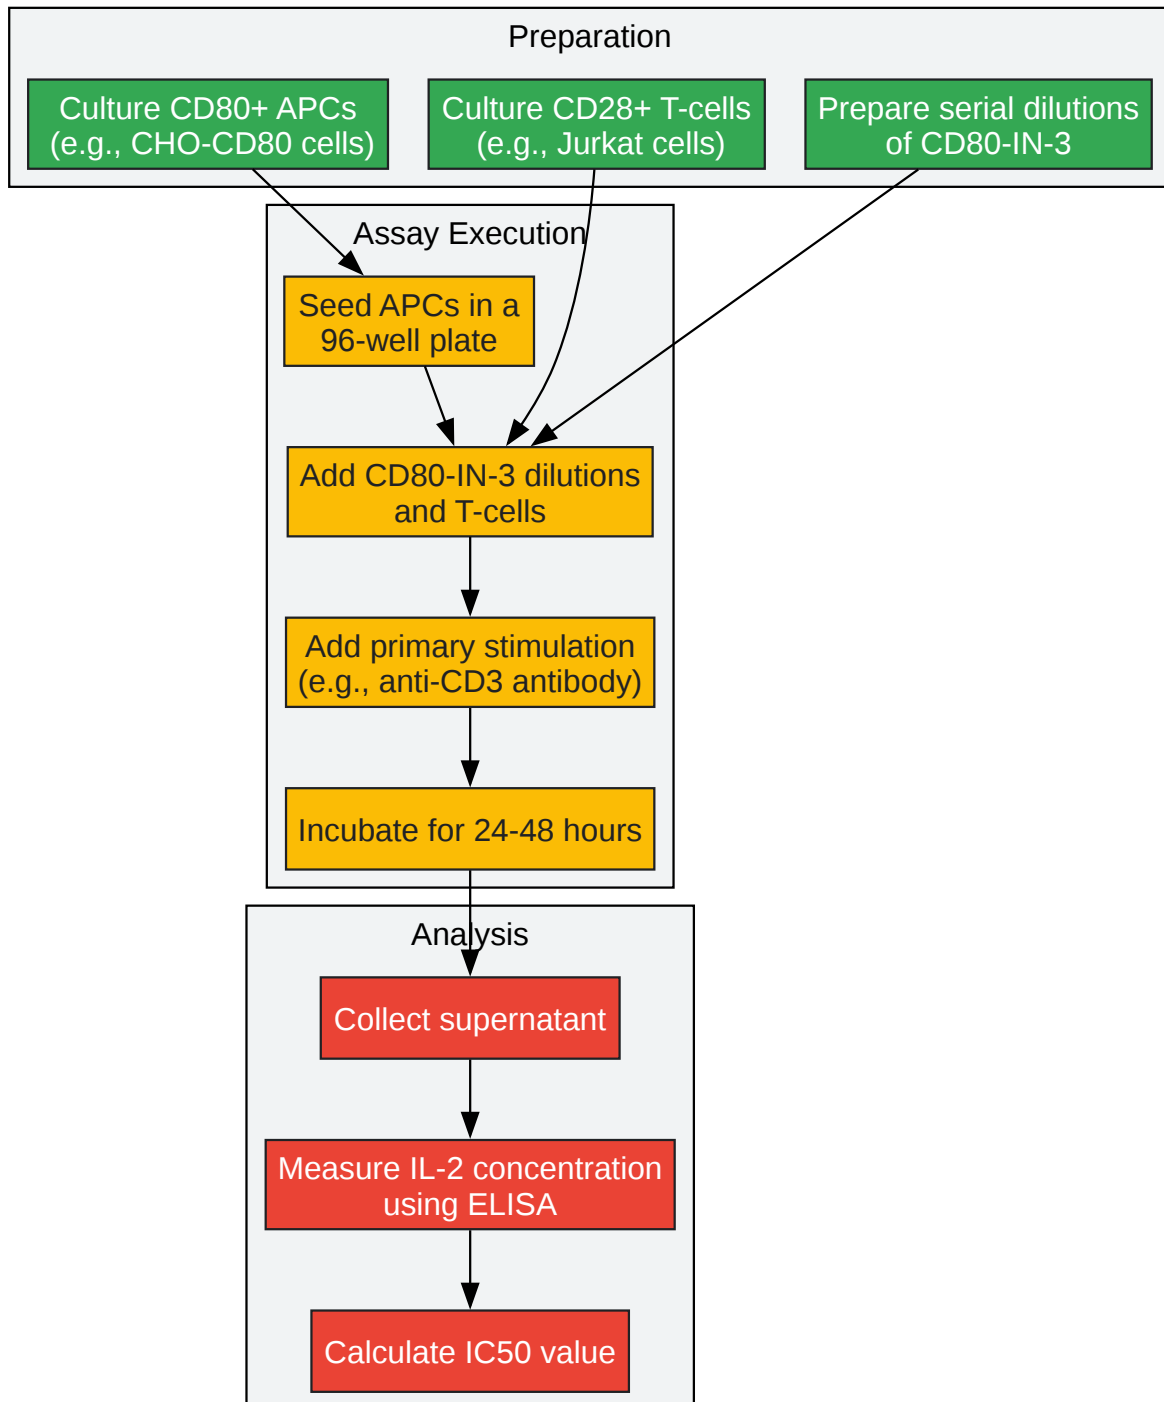 Preparation
Culture CD80+ APCs
(e.g., CHO-CD80 cells)
Culture CD28+ T-cells
(e.g., Jurkat cells)
Prepare serial dilutions
of CD80-IN-3
Assay Execution
Seed APCs in a
96-well plate
Add CD80-IN-3 dilutions
and T-cells
Add primary stimulation
(e.g., anti-CD3 antibody)
Incubate for 24-48 hours
Analysis
Collect supernatant
Measure IL-2 concentration
using ELISA
Calculate IC50 value